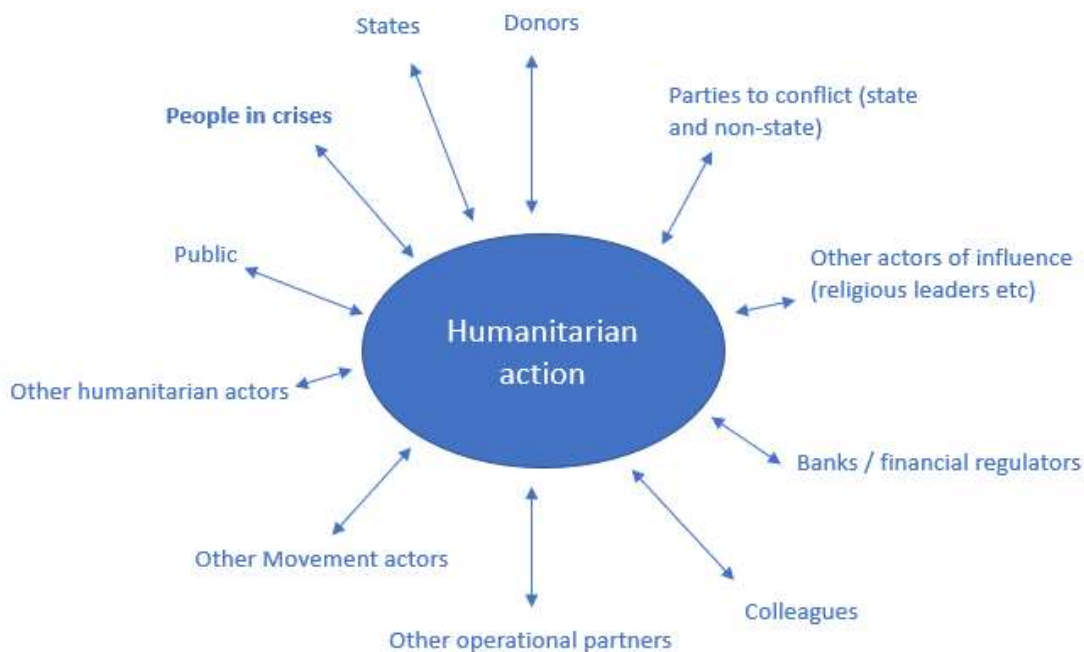 States
Donors
Parties to conflict (state
and non-state)
People in crises
Public
Other actors of influence
(religious leaders etc)
Humanitarian
action
Other humanitarian actors
Banks / financial regulators
Other Movement actors
Colleagues
Other operational partners